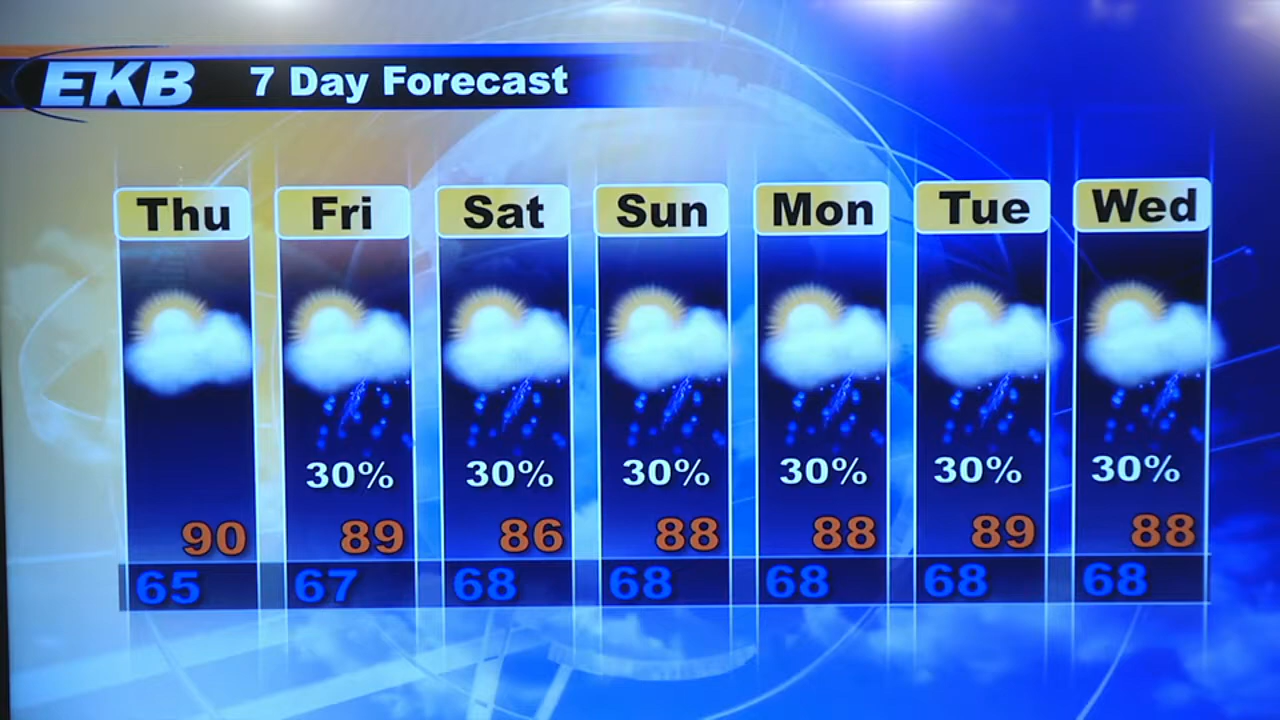 EKB 7 Day Forecast
Thu Fri Sat Sun Mon Tue Wed
30% 30% 30% 30% 30% 30%
90 89 86 88 88 89 88
65 67 68 68 68 68 68